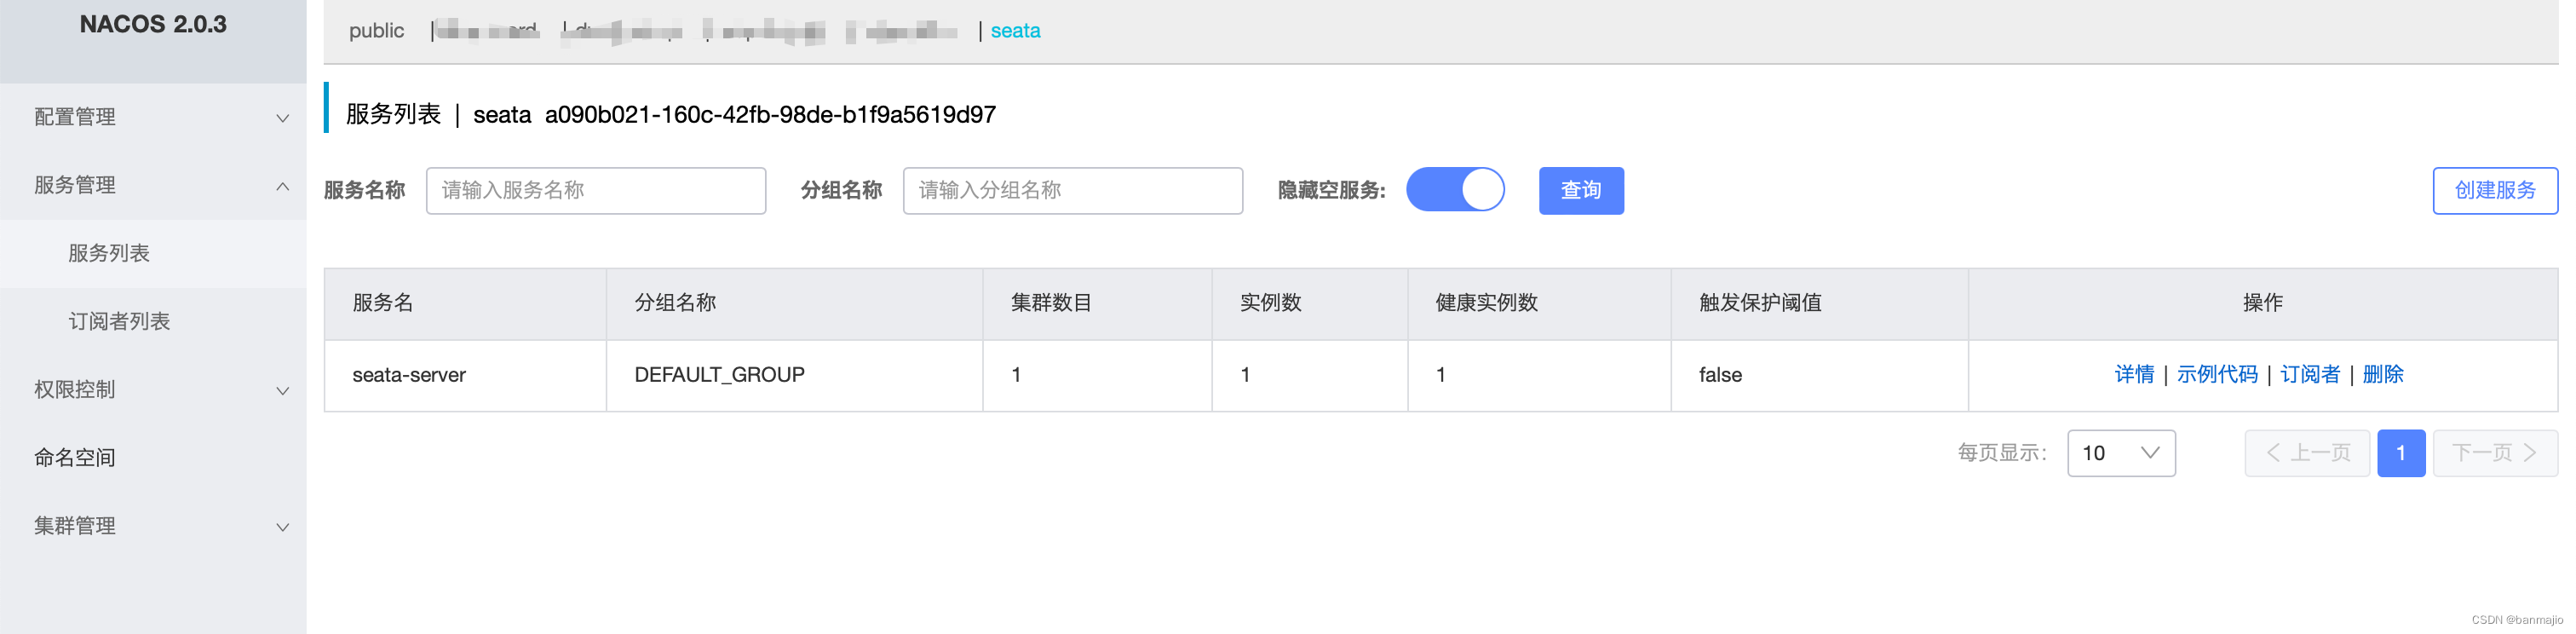 NACOS 2.0.3
public | | | seata
配置管理
服务管理
服务列表
订阅者列表
权限控制
命名空间
集群管理
服务列表 | seata a090b021-160c-42fb-98de-b1f9a5619d97
服务名称 请输入服务名称 分组名称 请输入分组名称 隐藏空服务: 查询 创建服务
服务名 分组名称 集群数目 实例数 健康实例数 触发保护阈值 操作
seata-server DEFAULT_GROUP 1 1 1 false 详情 | 示例代码 | 订阅者 | 删除
每页显示: 10 上一页 1 下一页
CSDN @banmajio